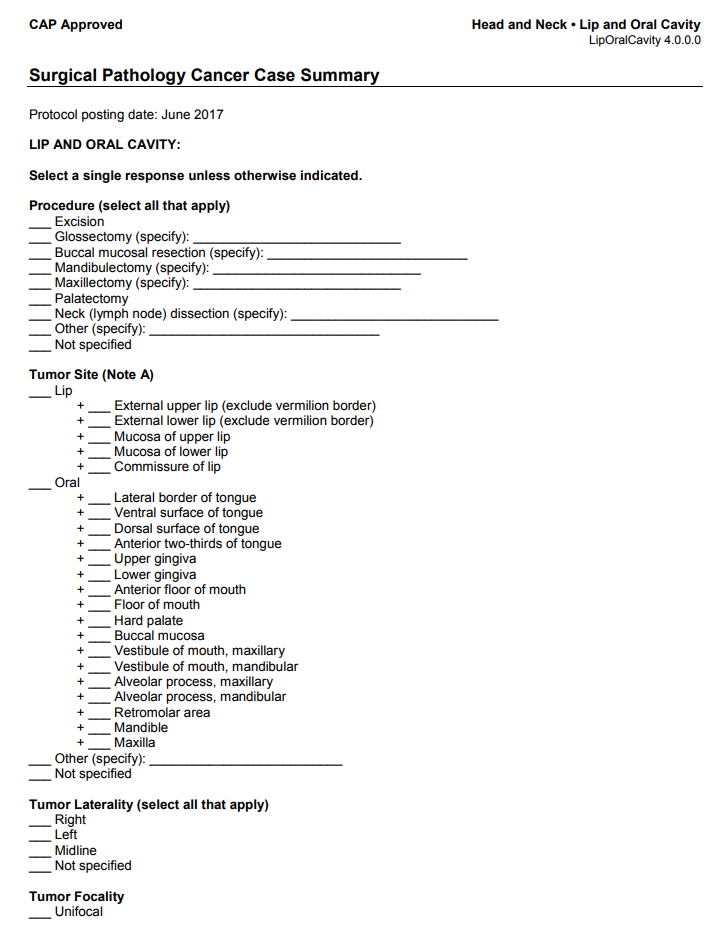 CAP Approved
Head and Neck • Lip and Oral Cavity
LipOralCavity 4.0.0.0
Surgical Pathology Cancer Case Summary
Protocol posting date: June 2017
LIP AND ORAL CAVITY:
Select a single response unless otherwise indicated.
Procedure (select all that apply)
___ Excision
___ Glossectomy (specify): ____________________________
___ Buccal mucosal resection (specify): ___________________________
___ Mandibulectomy (specify): ____________________________
___ Maxillectomy (specify): ____________________________
___ Palatectomy
___ Neck (lymph node) dissection (specify): ____________________________
___ Other (specify): _______________________________
___ Not specified
Tumor Site (Note A)
___ Lip
+ ___ External upper lip (exclude vermilion border)
+ ___ External lower lip (exclude vermilion border)
+ ___ Mucosa of upper lip
+ ___ Mucosa of lower lip
+ ___ Commissure of lip
___ Oral
+ ___ Lateral border of tongue
+ ___ Ventral surface of tongue
+ ___ Dorsal surface of tongue
+ ___ Anterior two-thirds of tongue
+ ___ Upper gingiva
+ ___ Lower gingiva
+ ___ Anterior floor of mouth
+ ___ Floor of mouth
+ ___ Hard palate
+ ___ Buccal mucosa
+ ___ Vestibule of mouth, maxillary
+ ___ Vestibule of mouth, mandibular
+ ___ Alveolar process, maxillary
+ ___ Alveolar process, mandibular
+ ___ Retromolar area
+ ___ Mandible
+ ___ Maxilla
___ Other (specify): __________________________
___ Not specified
Tumor Laterality (select all that apply)
___ Right
___ Left
___ Midline
___ Not specified
Tumor Focality
___ Unifocal